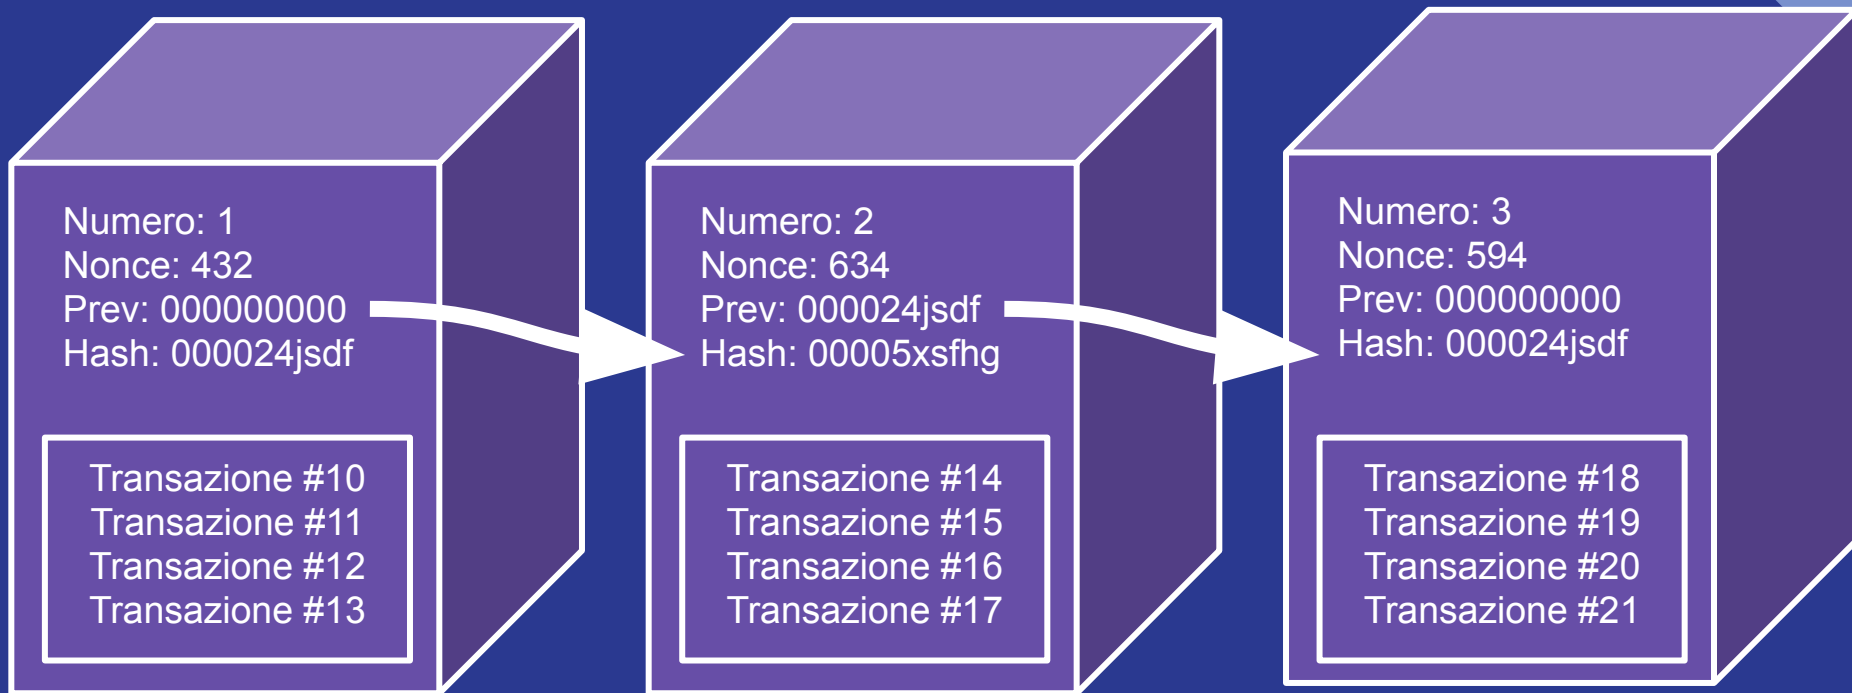 Numero: 1
Nonce: 432
Prev: 000000000
Hash: 000024jsdf
Transazione #10
Transazione #11
Transazione #12
Transazione #13
Numero: 2
Nonce: 634
Prev: 000024jsdf
Hash: 00005xsfhg
Transazione #14
Transazione #15
Transazione #16
Transazione #17
Numero: 3
Nonce: 594
Prev: 000000000
Hash: 000024jsdf
Transazione #18
Transazione #19
Transazione #20
Transazione #21